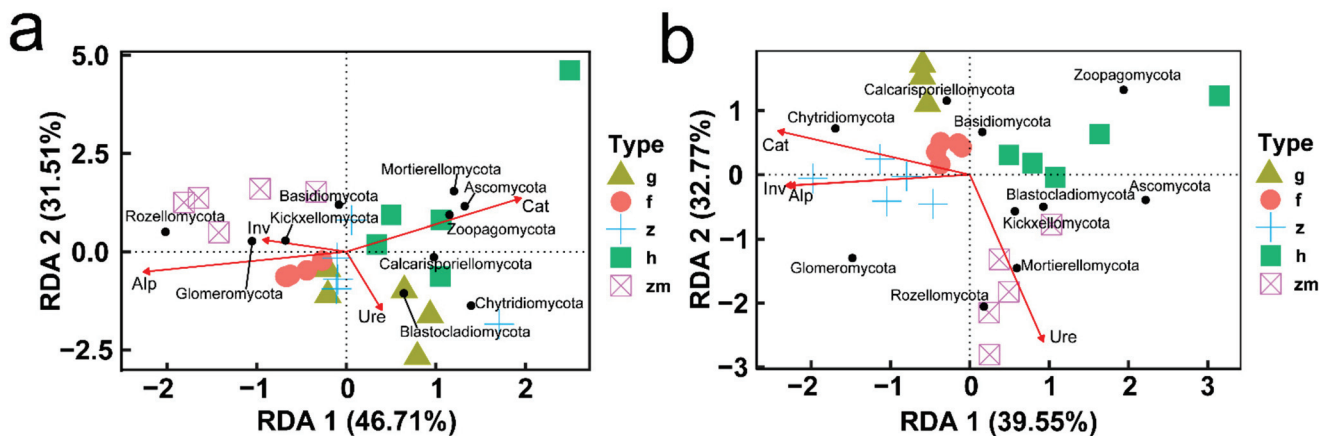 a
RDA 2 (31.51%)
5.0
2.5
0.0
−2.5
Mortierellomycota
Ascomycota
Basidiomycota
Cat
Rozellomycota
Kickxellomycota
Inv
Zoopagomycota
Calcarisporiellomycota
Alp
Glomeromycota
Chytridiomycota
Ure
Blastocladiomycota
−2 −1 0 1 2
RDA 1 (46.71%)
Type
g
f
z
h
zm
b
RDA 2 (32.77%)
1
0
−1
−2
−3
Zoopagomycota
Calcarisporiellomycota
Chytridiomycota
Basidiomycota
Cat
Inv Alp
Blastocladiomycota
Ascomycota
Kickxellomycota
Glomeromycota
Mortierellomycota
Rozellomycota
Ure
−2 −1 0 1 2 3
RDA 1 (39.55%)
Type
g
f
z
h
zm